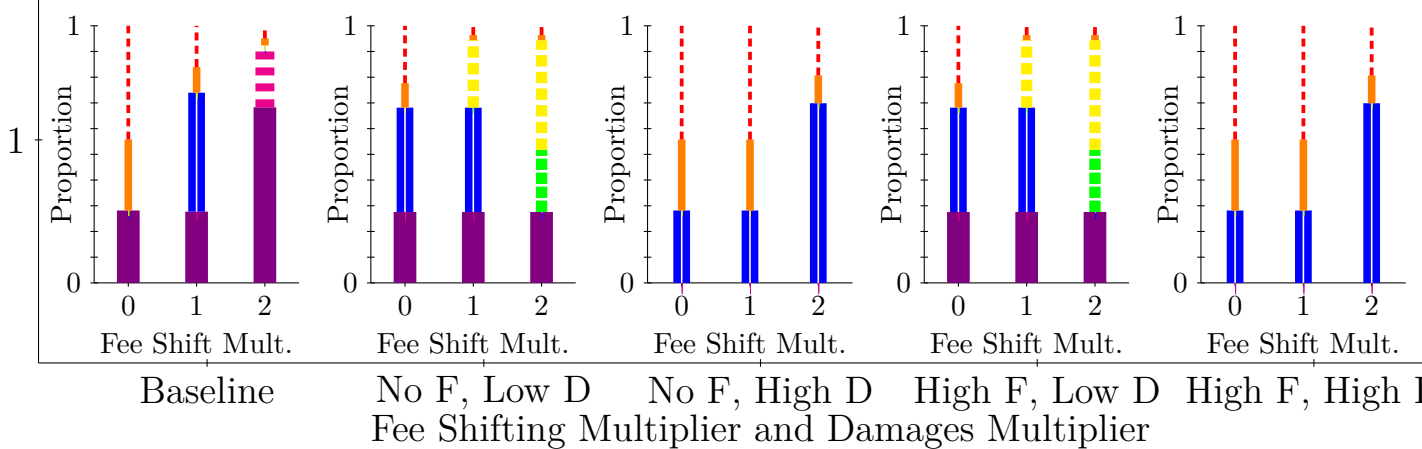 1 1 1 1 1
Proportion Proportion Proportion Proportion Proportion
1
0 0 0 0 0
0 1 2 0 1 2 0 1 2 0 1 2 0 1 2
Fee Shift Mult. Fee Shift Mult. Fee Shift Mult. Fee Shift Mult. Fee Shift Mult.
Baseline No F, Low D No F, High D High F, Low D High F, High
Fee Shifting Multiplier and Damages Multiplier